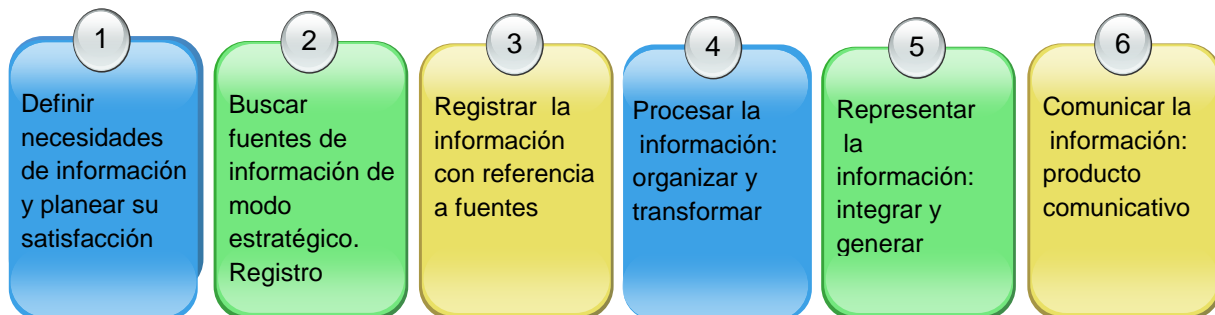 1
Definir
necesidades
de información
y planear su
satisfacción
2
Buscar
fuentes de
información de
modo
estratégico.
Registro
3
Registrar la
información
con referencia
a fuentes
4
Procesar la
información:
organizar y
transformar
5
Representar
la
información:
integrar y
generar
6
Comunicar la
información:
producto
comunicativo